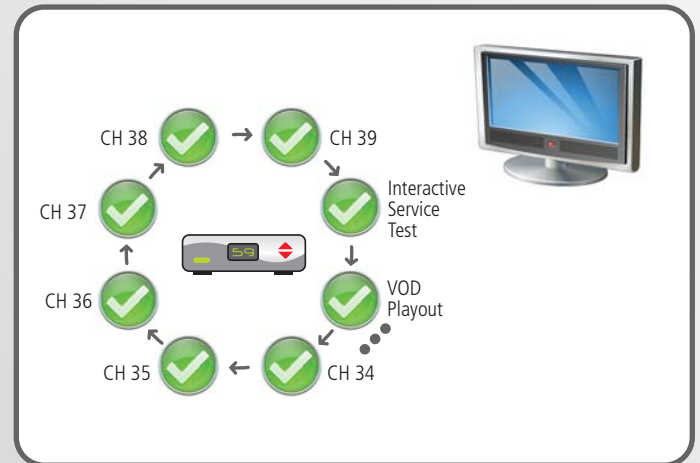 CH 38
CH 39
CH 37
Interactive
Service
Test
59
CH 36
VOD
Playout
CH 35
CH 34